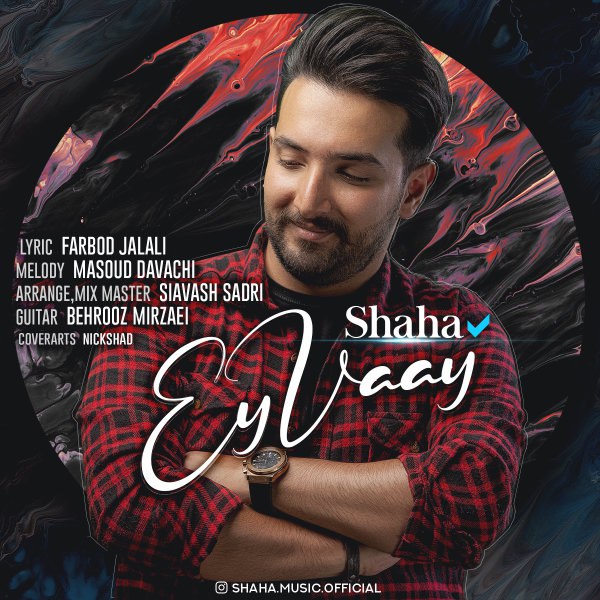 LYRIC FARBOD JALALI
MELODY MASOUD DAVACHI
ARRANGE,MIX MASTER SIAVASH SADRI
GUITAR BEHROOZ MIRZAEI
COVERARTS NICKSHAD
Shaha
Ey Vaay
SHAHA.MUSIC.OFFICIAL